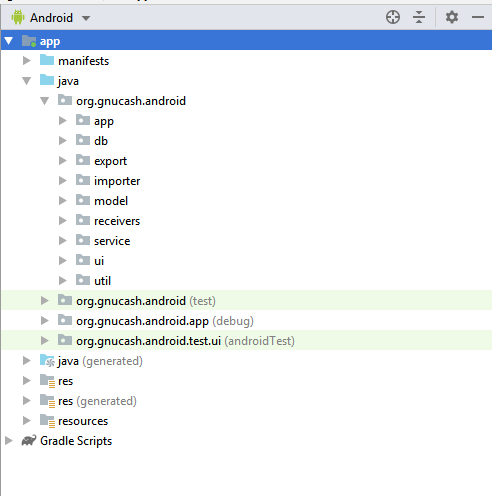 Android
app
manifests
java
org.gnucash.android
app
db
export
importer
model
receivers
service
ui
util
org.gnucash.android (test)
org.gnucash.android.app (debug)
org.gnucash.android.test.ui (androidTest)
java (generated)
res
res (generated)
resources
Gradle Scripts